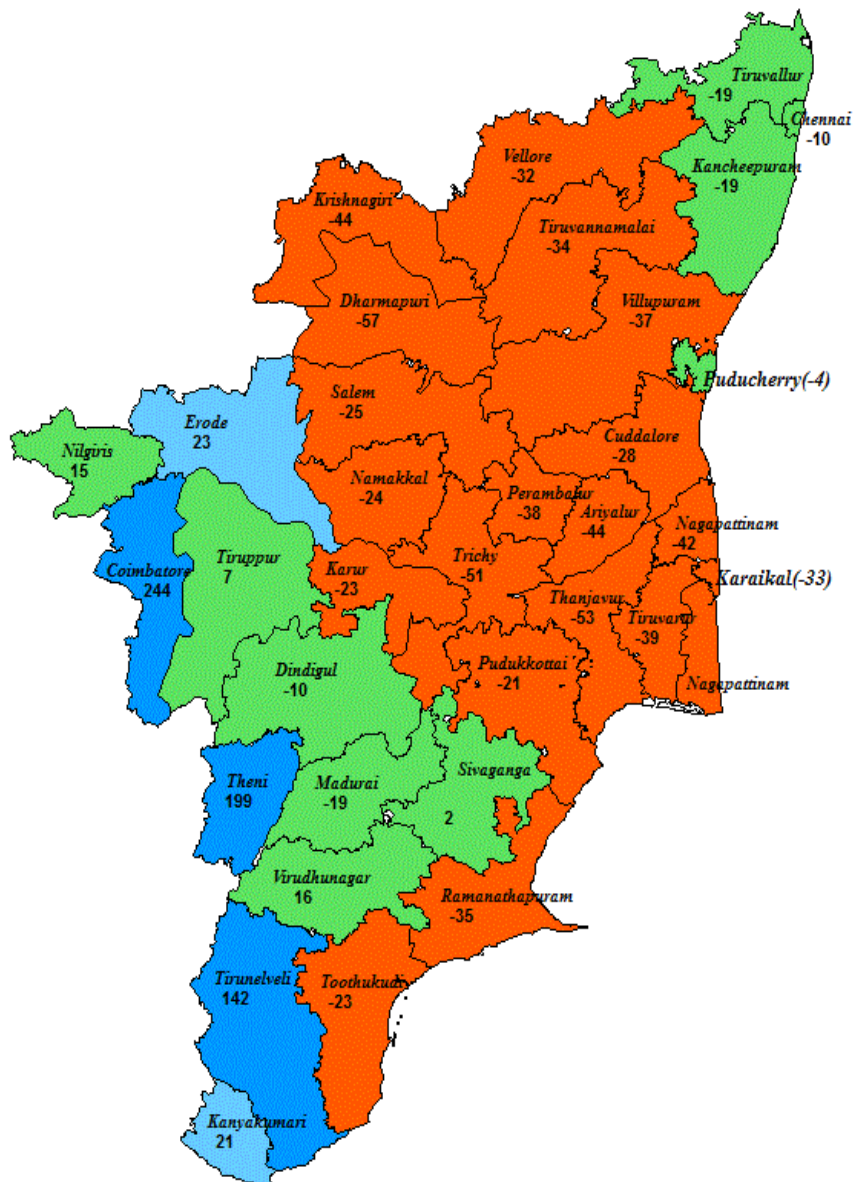 Tiruvallur
-19
Chennai
-10
Kancheepuram
-19
Vellore
-32
Krishnagiri
-44
Tiruvannamalai
-34
Dharmapuri
-57
Villupuram
-37
Puducherry(-4)
Salem
-25
Erode
23
Nilgiris
15
Cuddalore
-28
Namakkal
-24
Perambalur
-38
Ariyalur
-44
Nagapattinam
-42
Coimbatore
244
Tiruppur
7
Karur
-23
Trichy
-51
Karaikal(-33)
Thanjavur
-53
Tiruvarur
-39
Dindigul
-10
Pudukkottai
-21
Nagapattinam
Theni
199
Madurai
-19
Sivaganga
2
Virudhunagar
16
Ramanathapuram
-35
Tirunelveli
142
Toothukudi
-23
Kanyakumari
21